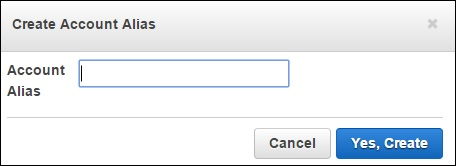 Create Account Alias
Account
Alias
Cancel
Yes, Create